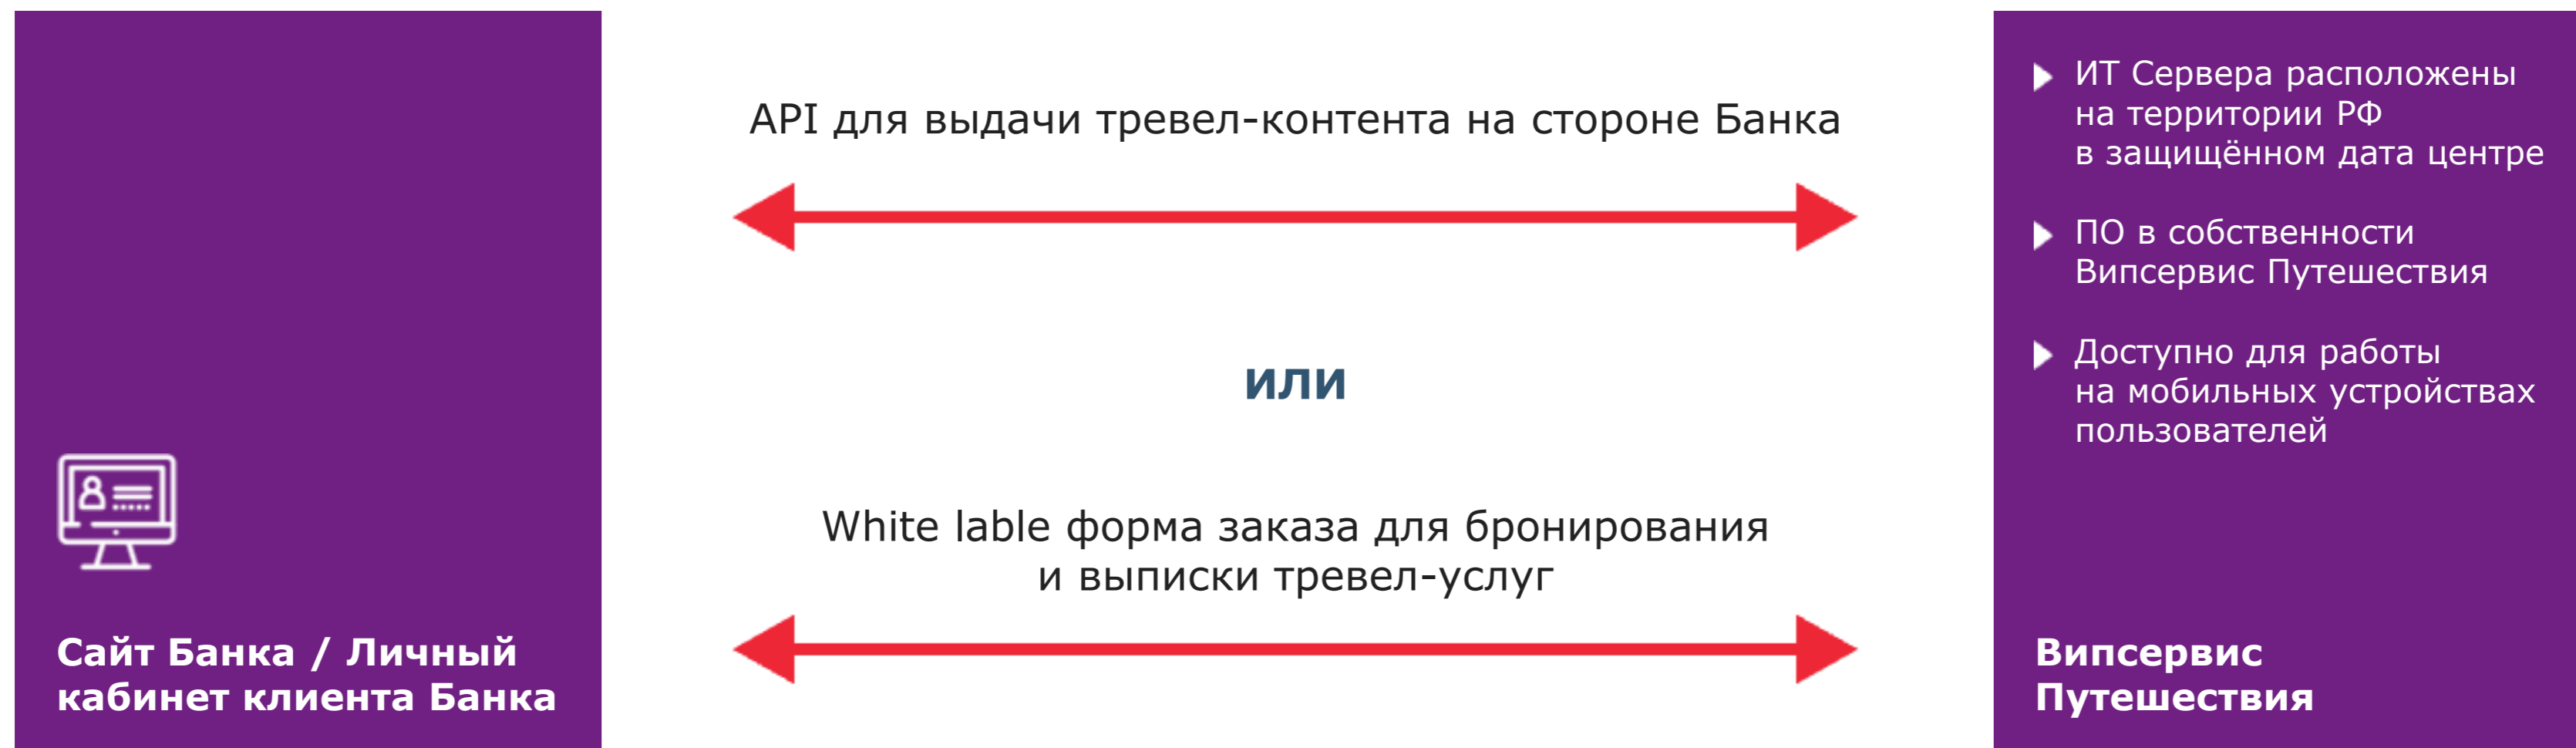 API для выдачи тревел-контента на стороне Банка
ИЛИ
White lable форма заказа для бронирования
и выписки тревел-услуг
Сайт Банка / Личный
кабинет клиента Банка
ИТ Сервера расположены
на территории РФ
в защищённом дата центре
ПО в собственности
Випсервис Путешествия
Доступно для работы
на мобильных устройствах
пользователей
Випсервис
Путешествия